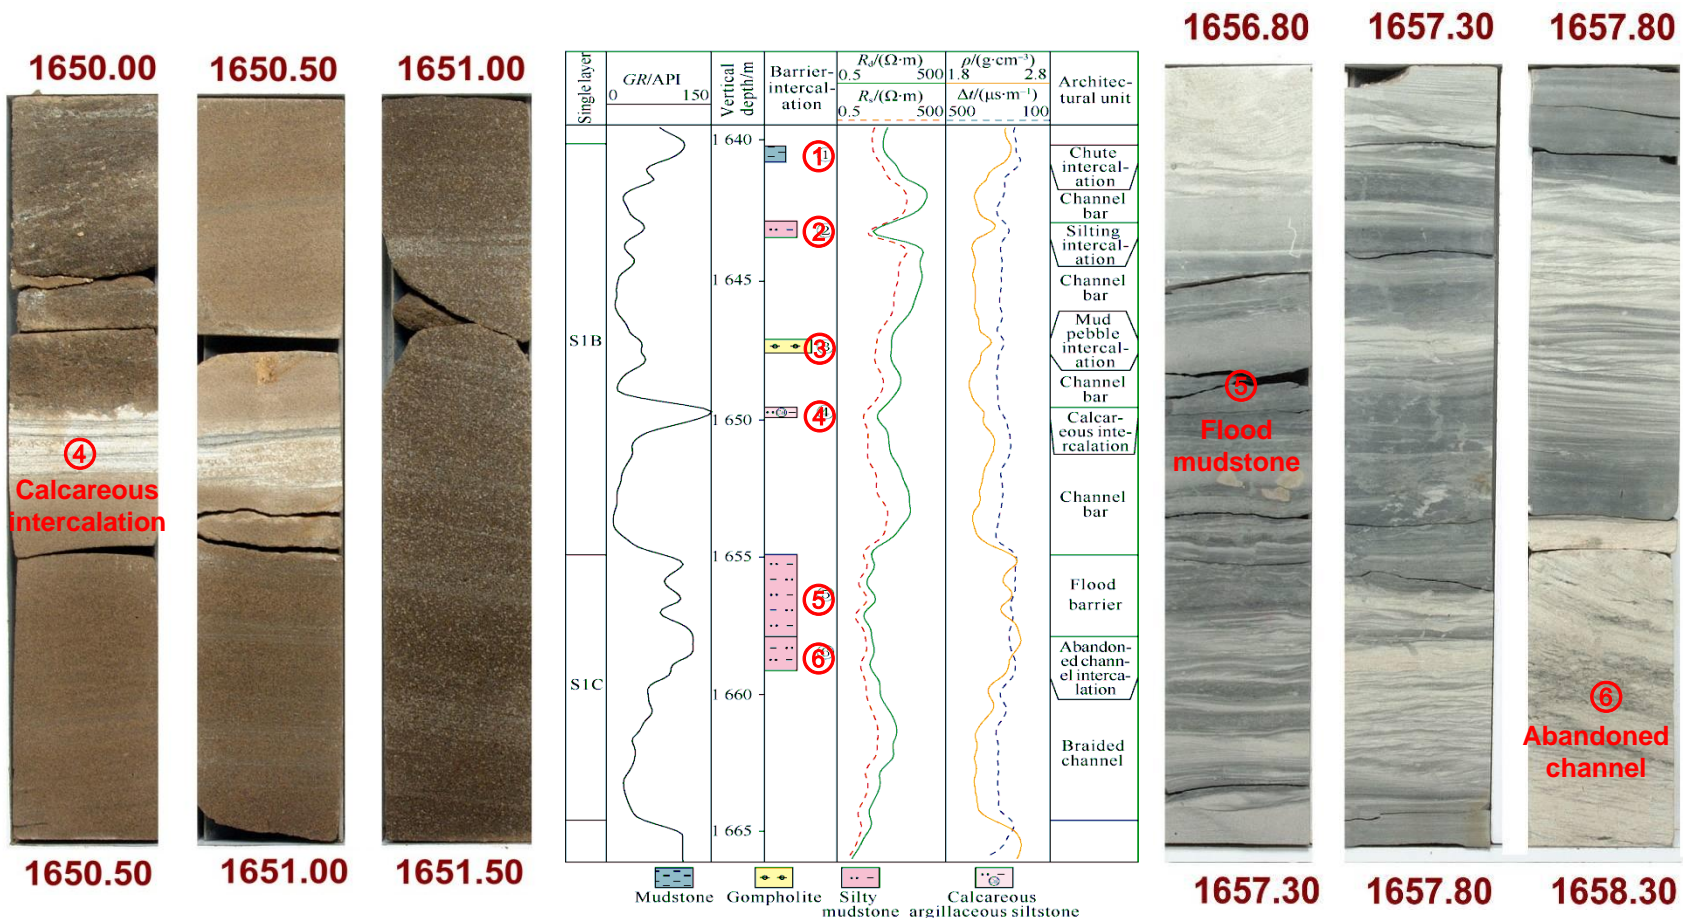 1650.00
1650.50
1651.00
④
Calcareous
intercalation
1650.50
1651.00
1651.50
Single layer
GR/API
0 150
Vertical
depth/m
Barrier-
intercal-
ation
Rd/(Ω·m)
0.5 500
Rs/(Ω·m)
0.5 500
ρ/(g·cm⁻³)
1.8 2.8
Δt/(μs·m⁻¹)
500 100
Architec-
tural unit
S1B
S1C
1 640
1 645
1 650
1 655
1 660
1 665
①
②
③
④
⑤
⑥
Chute
intercal-
ation
Channel
bar
Silting
intercal-
ation
Channel
bar
Mud
pebble
intercal-
ation
Channel
bar
Calcar-
eous inte-
rcalation
Channel
bar
Flood
barrier
Abandon-
ed chann-
el interca-
lation
Braided
channel
Mudstone
Gompholite
Silty
mudstone
Calcareous
argillaceous siltstone
1656.80
1657.30
1657.80
⑤
Flood
mudstone
⑥
Abandoned
channel
1657.30
1657.80
1658.30